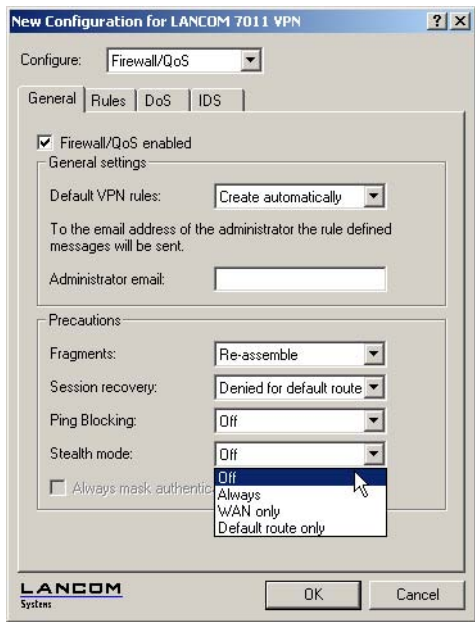 New Configuration for LANCOM 7011 VPN
Configure: Firewall/QoS
General Rules DoS IDS
Firewall/QoS enabled
General settings
Default VPN rules: Create automatically
To the email address of the administrator the rule defined
messages will be sent.
Administrator email:
Precautions
Fragments: Re-assemble
Session recovery: Denied for default route
Ping Blocking: Off
Stealth mode: Off
Off
Always mask authentic
Always
WAN only
Default route only
LANCOM
Systems
OK Cancel